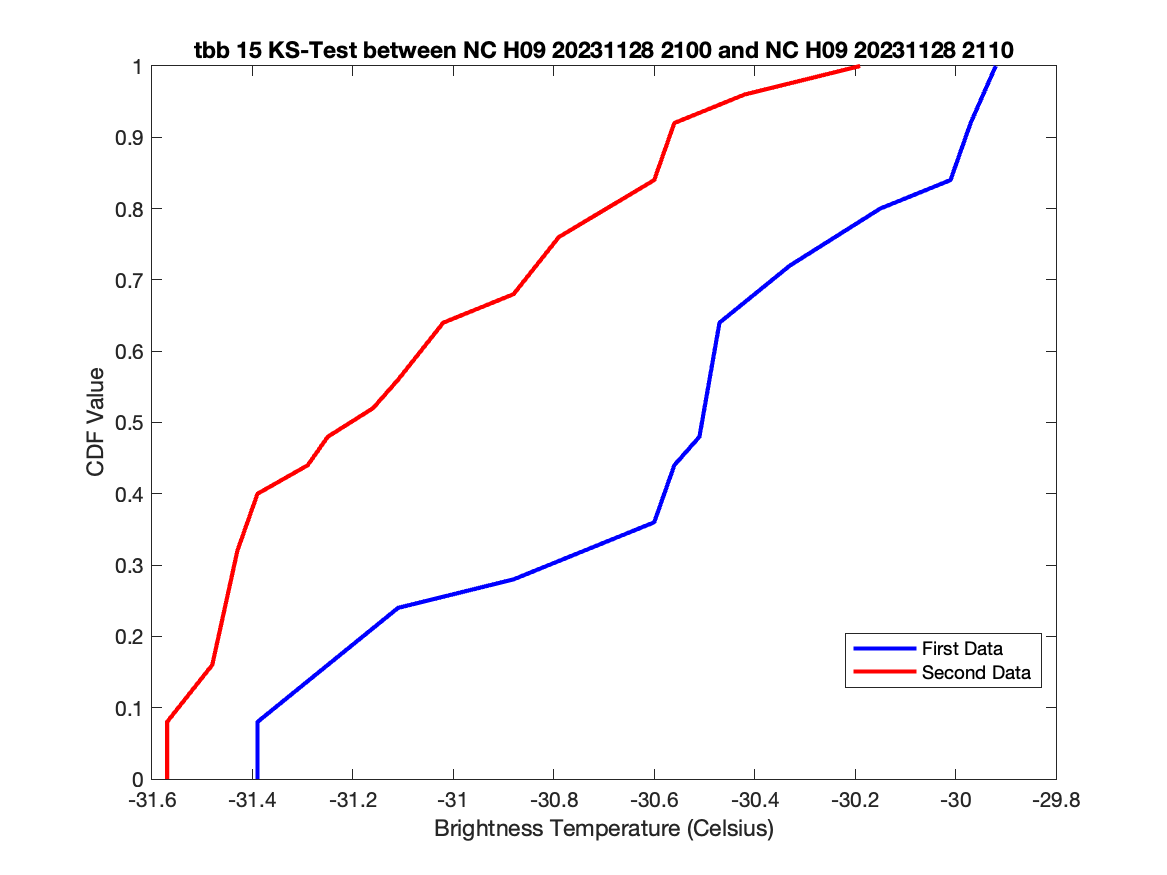 tbb 15 KS-Test between NC H09 20231128 2100 and NC H09 20231128 2110
1
0.9
0.8
0.7
0.6
0.5
0.4
0.3
0.2
0.1
0
CDF Value
First Data
Second Data
-31.6 -31.4 -31.2 -31 -30.8 -30.6 -30.4 -30.2 -30 -29.8
Brightness Temperature (Celsius)